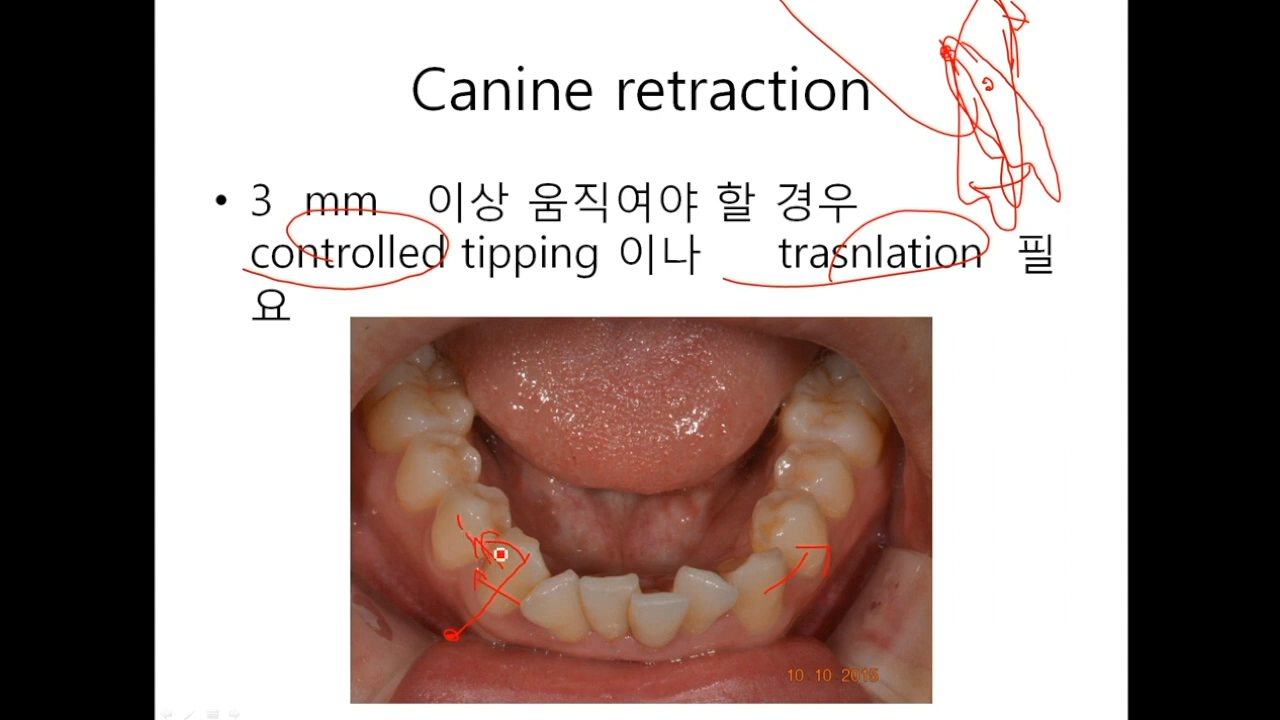 Canine retraction
• 3 mm 이상 움직여야 할 경우
controlled tipping 이나 trasnlation 필
요
10 10 2015